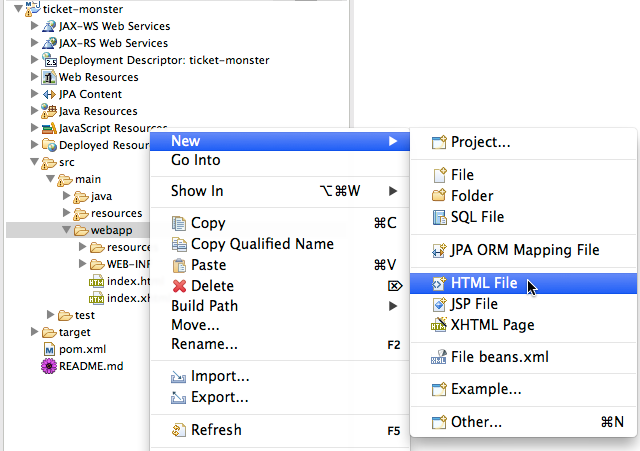 ticket-monster
JAX-WS Web Services
JAX-RS Web Services
Deployment Descriptor: ticket-monster
Web Resources
JPA Content
Java Resources
JavaScript Resources
Deployed Resour
src
main
java
resources
webapp
resource
WEB-INF
index.ht
index.xh
test
target
pom.xml
README.md
New
Go Into
Show In ⌥⌘W
Copy ⌘C
Copy Qualified Name
Paste ⌘V
Delete ⌦
Build Path
Move...
Rename... F2
Import...
Export...
Refresh F5
Project...
File
Folder
SQL File
JPA ORM Mapping File
HTML File
JSP File
XHTML Page
File beans.xml
Example...
Other... ⌘N